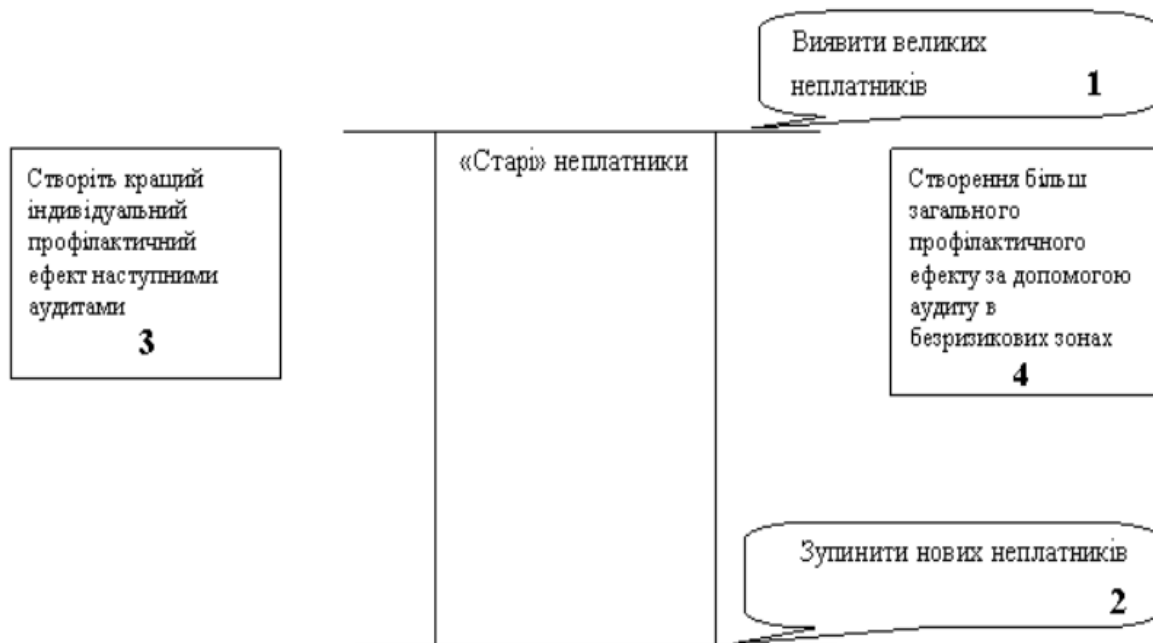 Виявити великих
неплатників 1
«Старі» неплатники
Створіть кращий
індивідуальний
профілактичний
ефект наступними
аудитами
3
Створення більш
загального
профілактичного
ефекту за допомогою
аудиту в
безризикових зонах
4
Зупинити нових неплатників
2